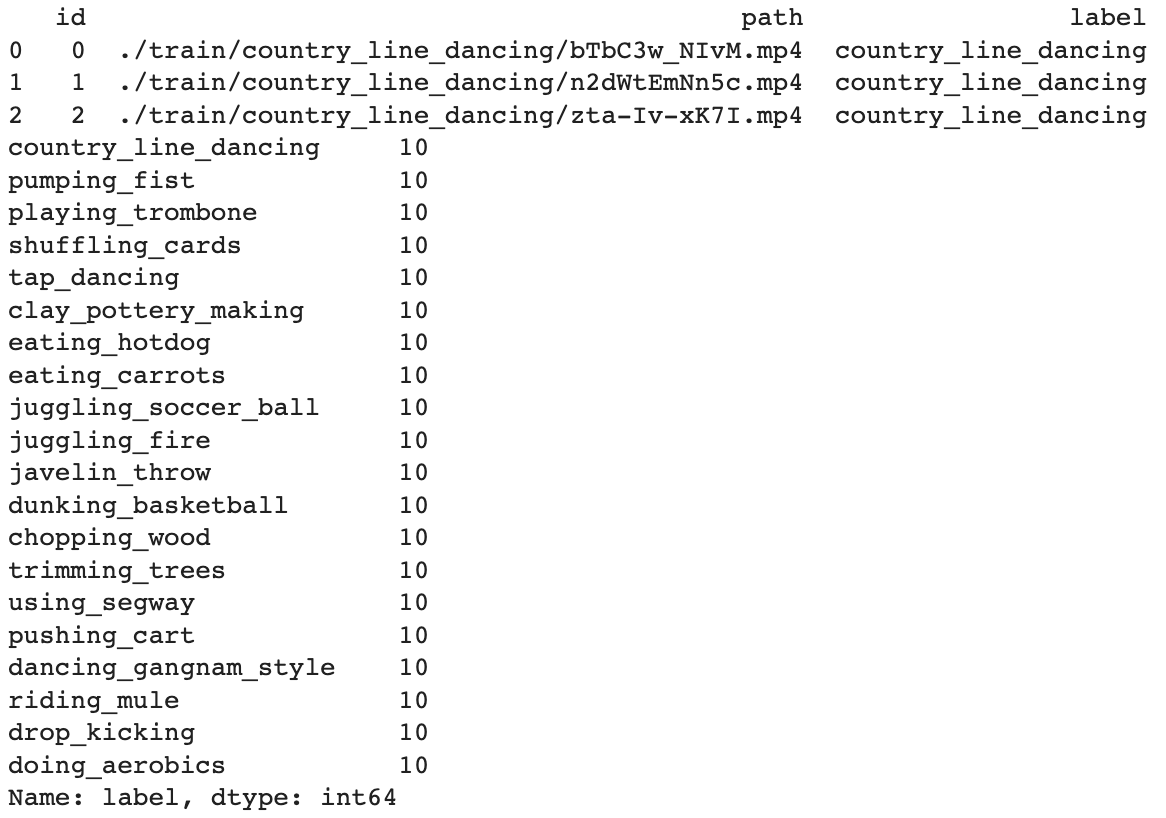 id                                       path                 label
0   0  ./train/country_line_dancing/bTbC3w_NIvM.mp4  country_line_dancing
1   1  ./train/country_line_dancing/n2dWtEmNn5c.mp4  country_line_dancing
2   2  ./train/country_line_dancing/zta-Iv-xK7I.mp4  country_line_dancing
country_line_dancing     10
pumping_fist             10
playing_trombone         10
shuffling_cards          10
tap_dancing              10
clay_pottery_making      10
eating_hotdog            10
eating_carrots           10
juggling_soccer_ball     10
juggling_fire            10
javelin_throw            10
dunking_basketball       10
chopping_wood            10
trimming_trees           10
using_segway             10
pushing_cart             10
dancing_gangnam_style    10
riding_mule              10
drop_kicking             10
doing_aerobics           10
Name: label, dtype: int64